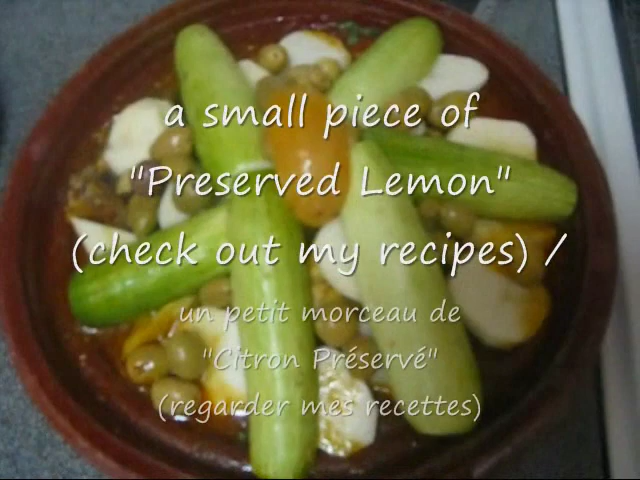 a small piece of
"Preserved Lemon"
(check out my recipes) /
un petit morceau de
"Citron Préservé"
(regarder mes recettes)